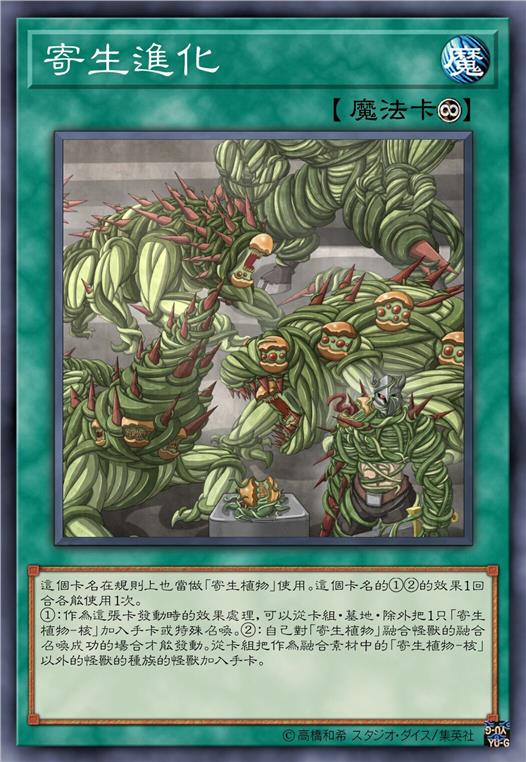 寄生進化
魔
【魔法卡♾】
這個卡名在規則上也當做「寄生植物」使用。這個卡名的①②的效果1回
合各能使用1次。
①:作為這張卡發動時的效果處理,可以從卡組・墓地・除外把1只「寄生
植物-核」加入手卡或特殊召喚。②:自己對「寄生植物」融合怪獸的融合
召喚成功的場合才能發動。從卡組把作為融合素材中的「寄生植物-核」
以外的怪獸的種族的怪獸加入手卡。
©高橋和希 スタジオ・ダイス/集英社
YU-G
YU-G